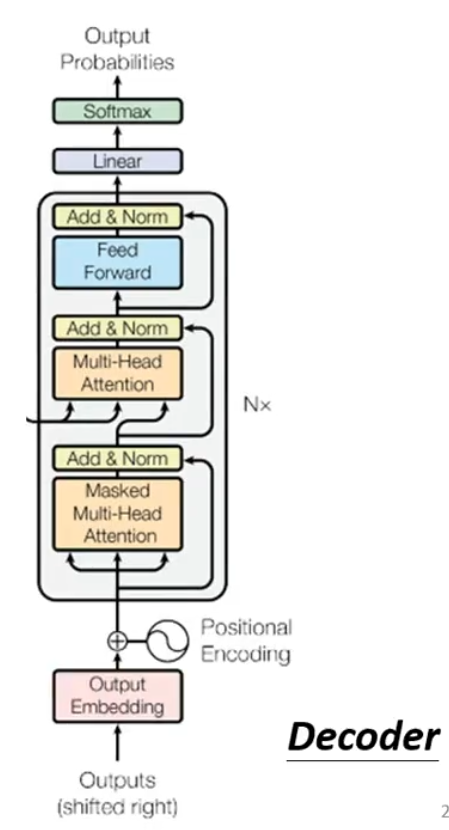 Output
Probabilities
Softmax
Linear
Add & Norm
Feed
Forward
Add & Norm
Multi-Head
Attention
N×
Add & Norm
Masked
Multi-Head
Attention
Positional
Encoding
Output
Embedding
Decoder
Outputs
(shifted right)
2